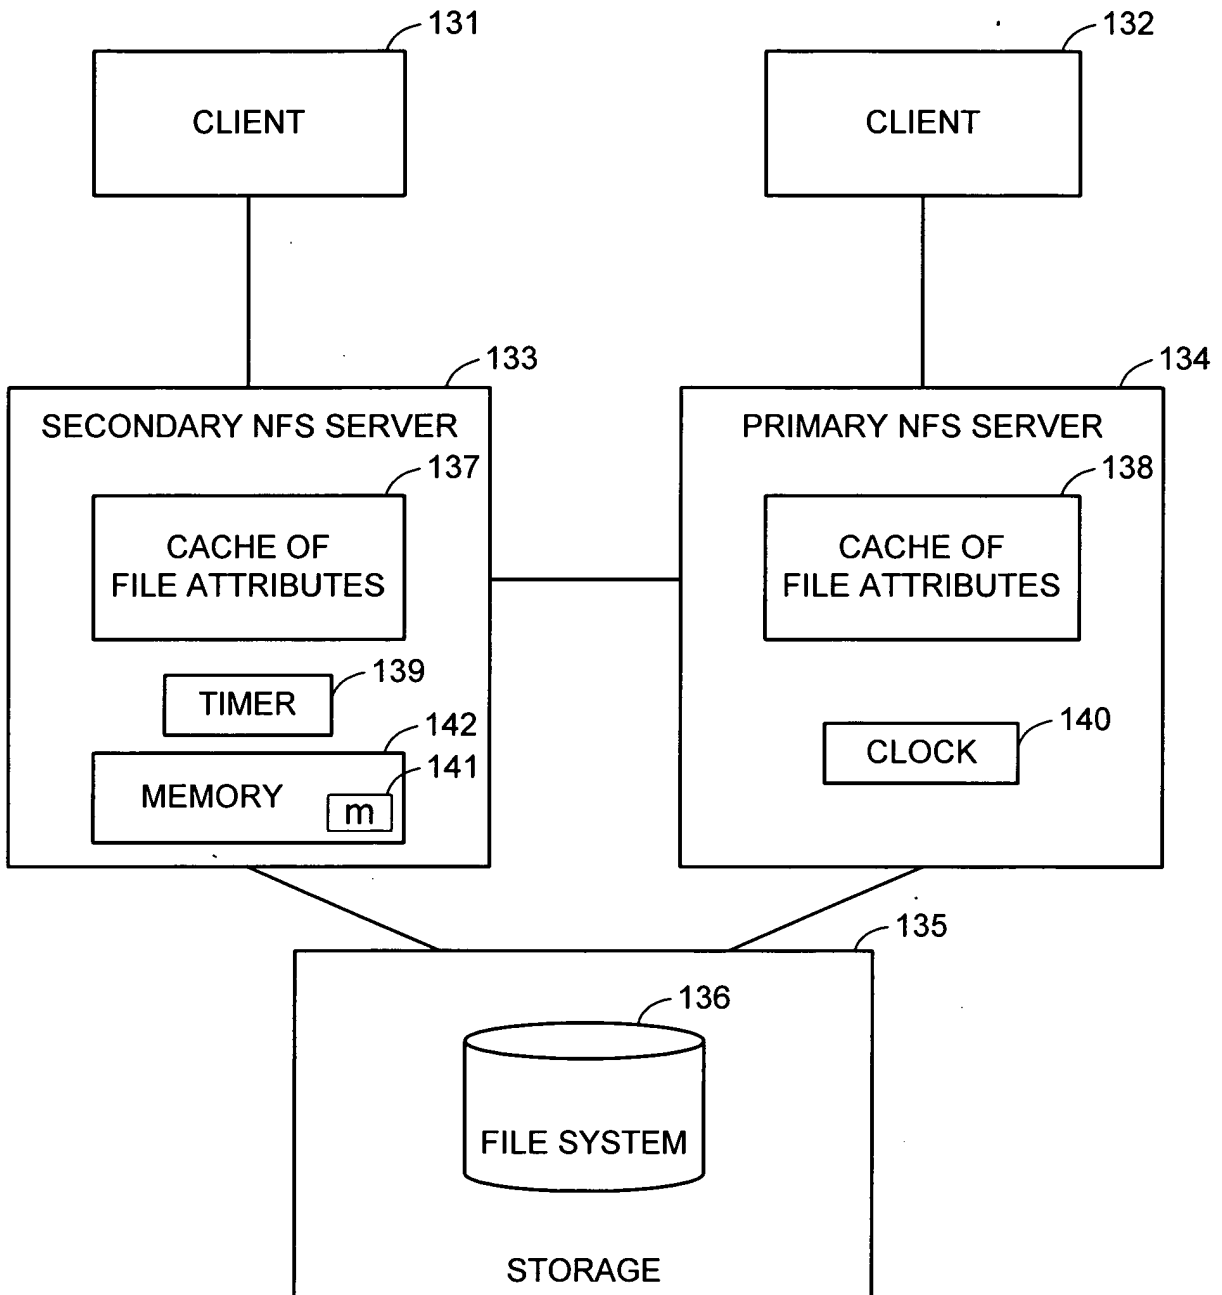 131
132
CLIENT
CLIENT
133
134
SECONDARY NFS SERVER
PRIMARY NFS SERVER
137
138
CACHE OF
FILE ATTRIBUTES
CACHE OF
FILE ATTRIBUTES
139
TIMER
142
140
CLOCK
141
MEMORY
m
135
136
FILE SYSTEM
STORAGE